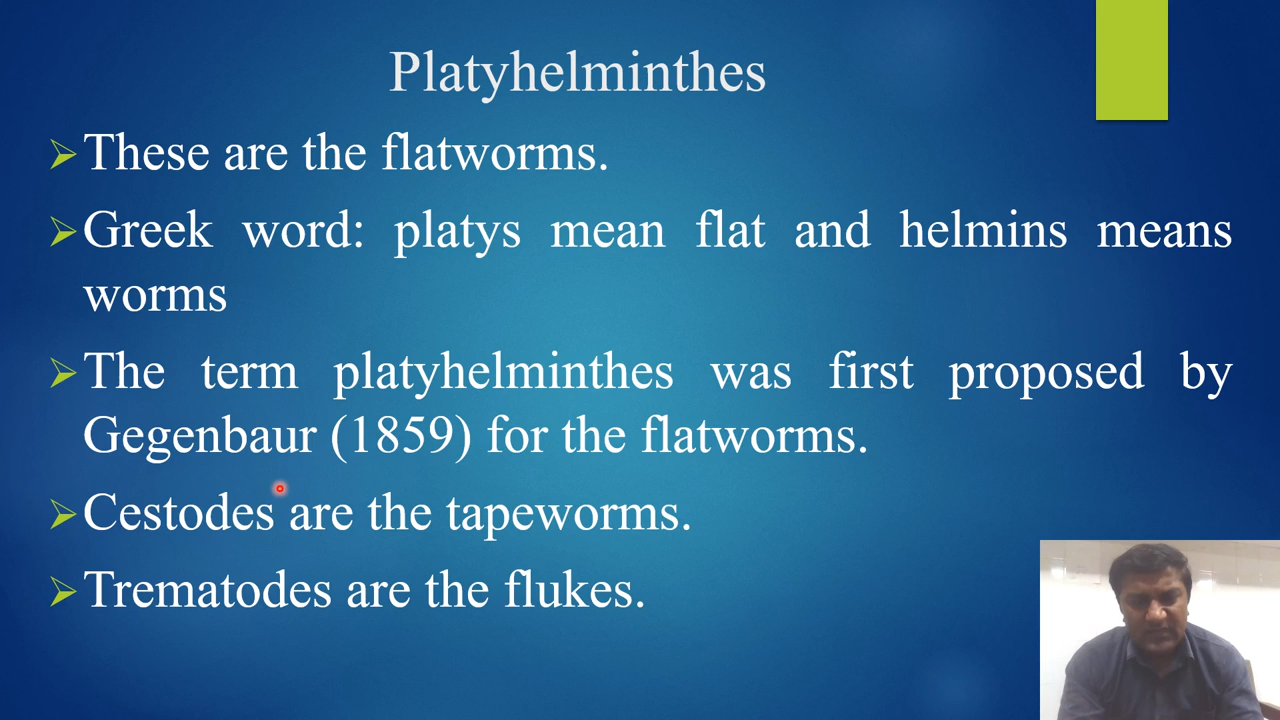 Platyhelminthes
These are the flatworms.
Greek word: platys mean flat and helmins means
worms
The term platyhelminthes was first proposed by
Gegenbaur (1859) for the flatworms.
Cestodes are the tapeworms.
Trematodes are the flukes.